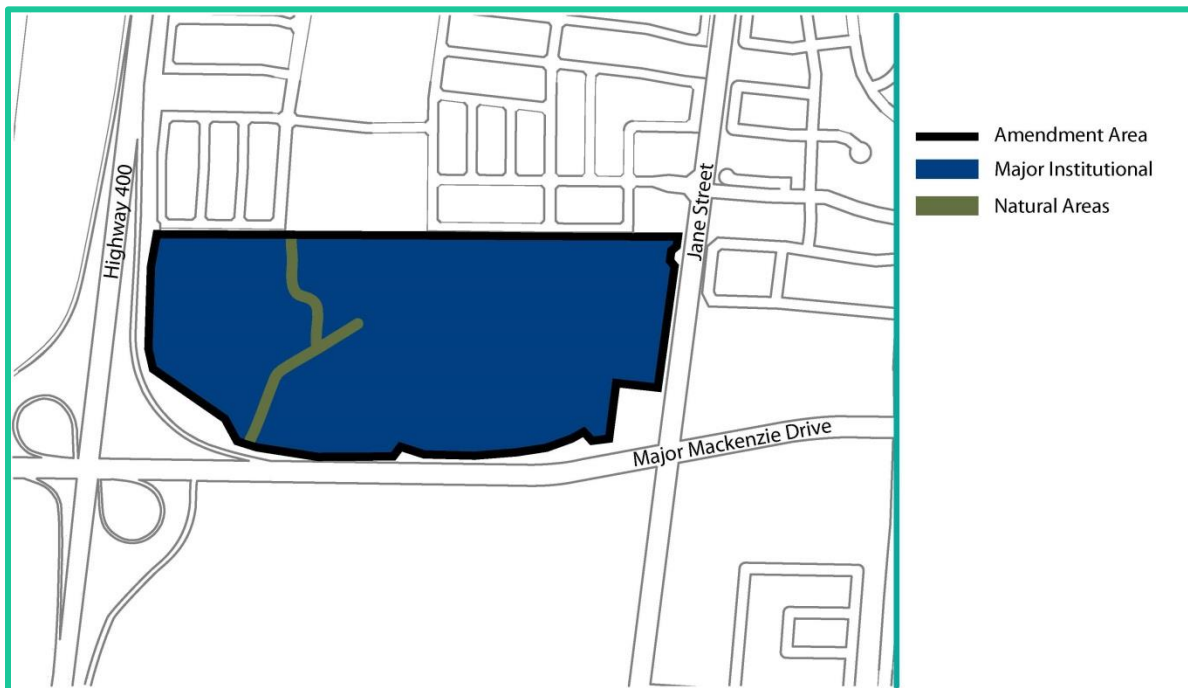 Highway 400
Jane Street
Major Mackenzie Drive
Amendment Area
Major Institutional
Natural Areas